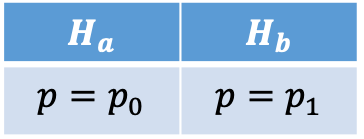 H_a H_b
p = p_0 p = p_1